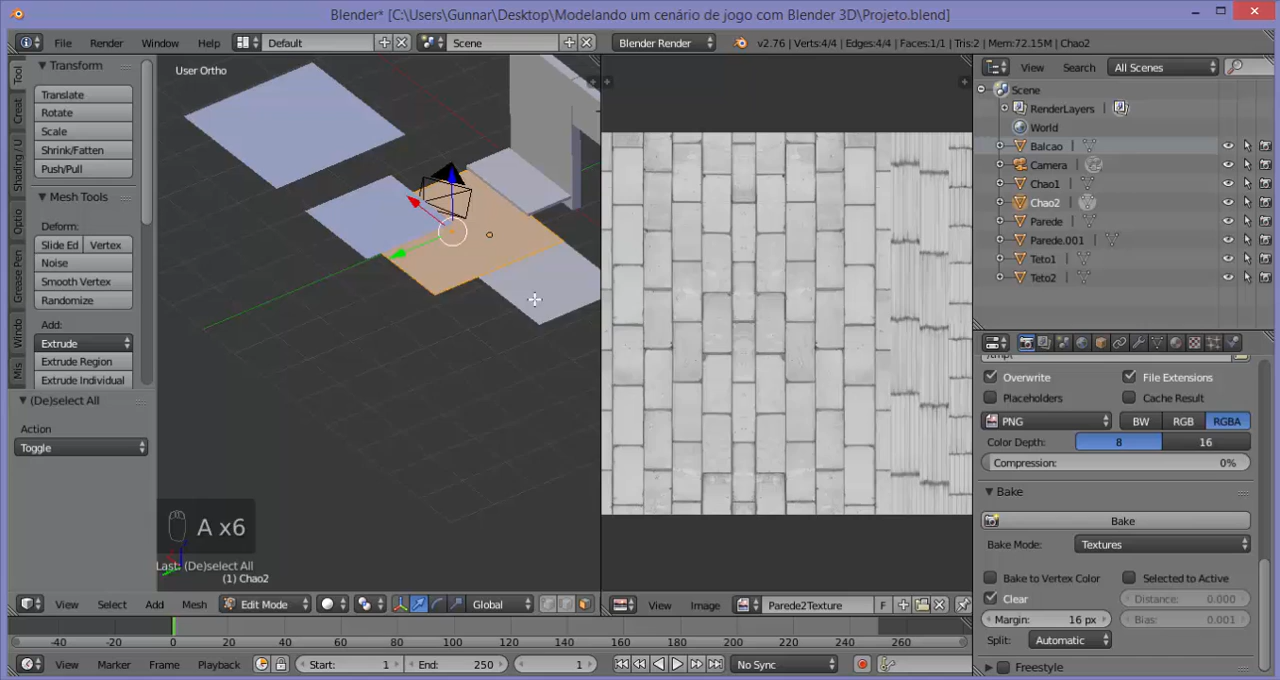 Blender* [C:\Users\Gunnar\Desktop\Modelando um cenário de jogo com Blender 3D\Projeto.blend]
File Render Window Help Default Scene Blender Render v2.76 | Verts:4/4 | Edges:4/4 | Faces:1/1 | Tris:2 | Mem:72.15M | Chao2
Transform
Translate
Rotate
Scale
Shrink/Fatten
Push/Pull
Mesh Tools
Deform:
Slide Ed Vertex
Noise
Smooth Vertex
Randomize
Add:
Extrude
Extrude Region
Extrude Individual
(De)select All
Action
Toggle
Tool
Creat
Shading / U
Optio
Grease Pen
Windo
Mis
User Ortho
A x6
Last: (De)select All
(1) Chao2
View Select Add Mesh Edit Mode Global
View Image Parede2Texture F
View Search All Scenes
Scene
RenderLayers
World
Balcao
Camera
Chao1
Chao2
Parede
Parede.001
Teto1
Teto2
Overwrite File Extensions
Placeholders Cache Result
PNG BW RGB RGBA
Color Depth: 8 16
Compression: 0%
Bake
Bake
Bake Mode: Textures
Bake to Vertex Color Selected to Active
Clear Distance: 0.000
Margin: 16 px Bias: 0.001
Split: Automatic
Freestyle
-40 -20 0 20 40 60 80 100 120 140 160 180 200 220 240 260
View Marker Frame Playback Start: 1 End: 250 1 No Sync